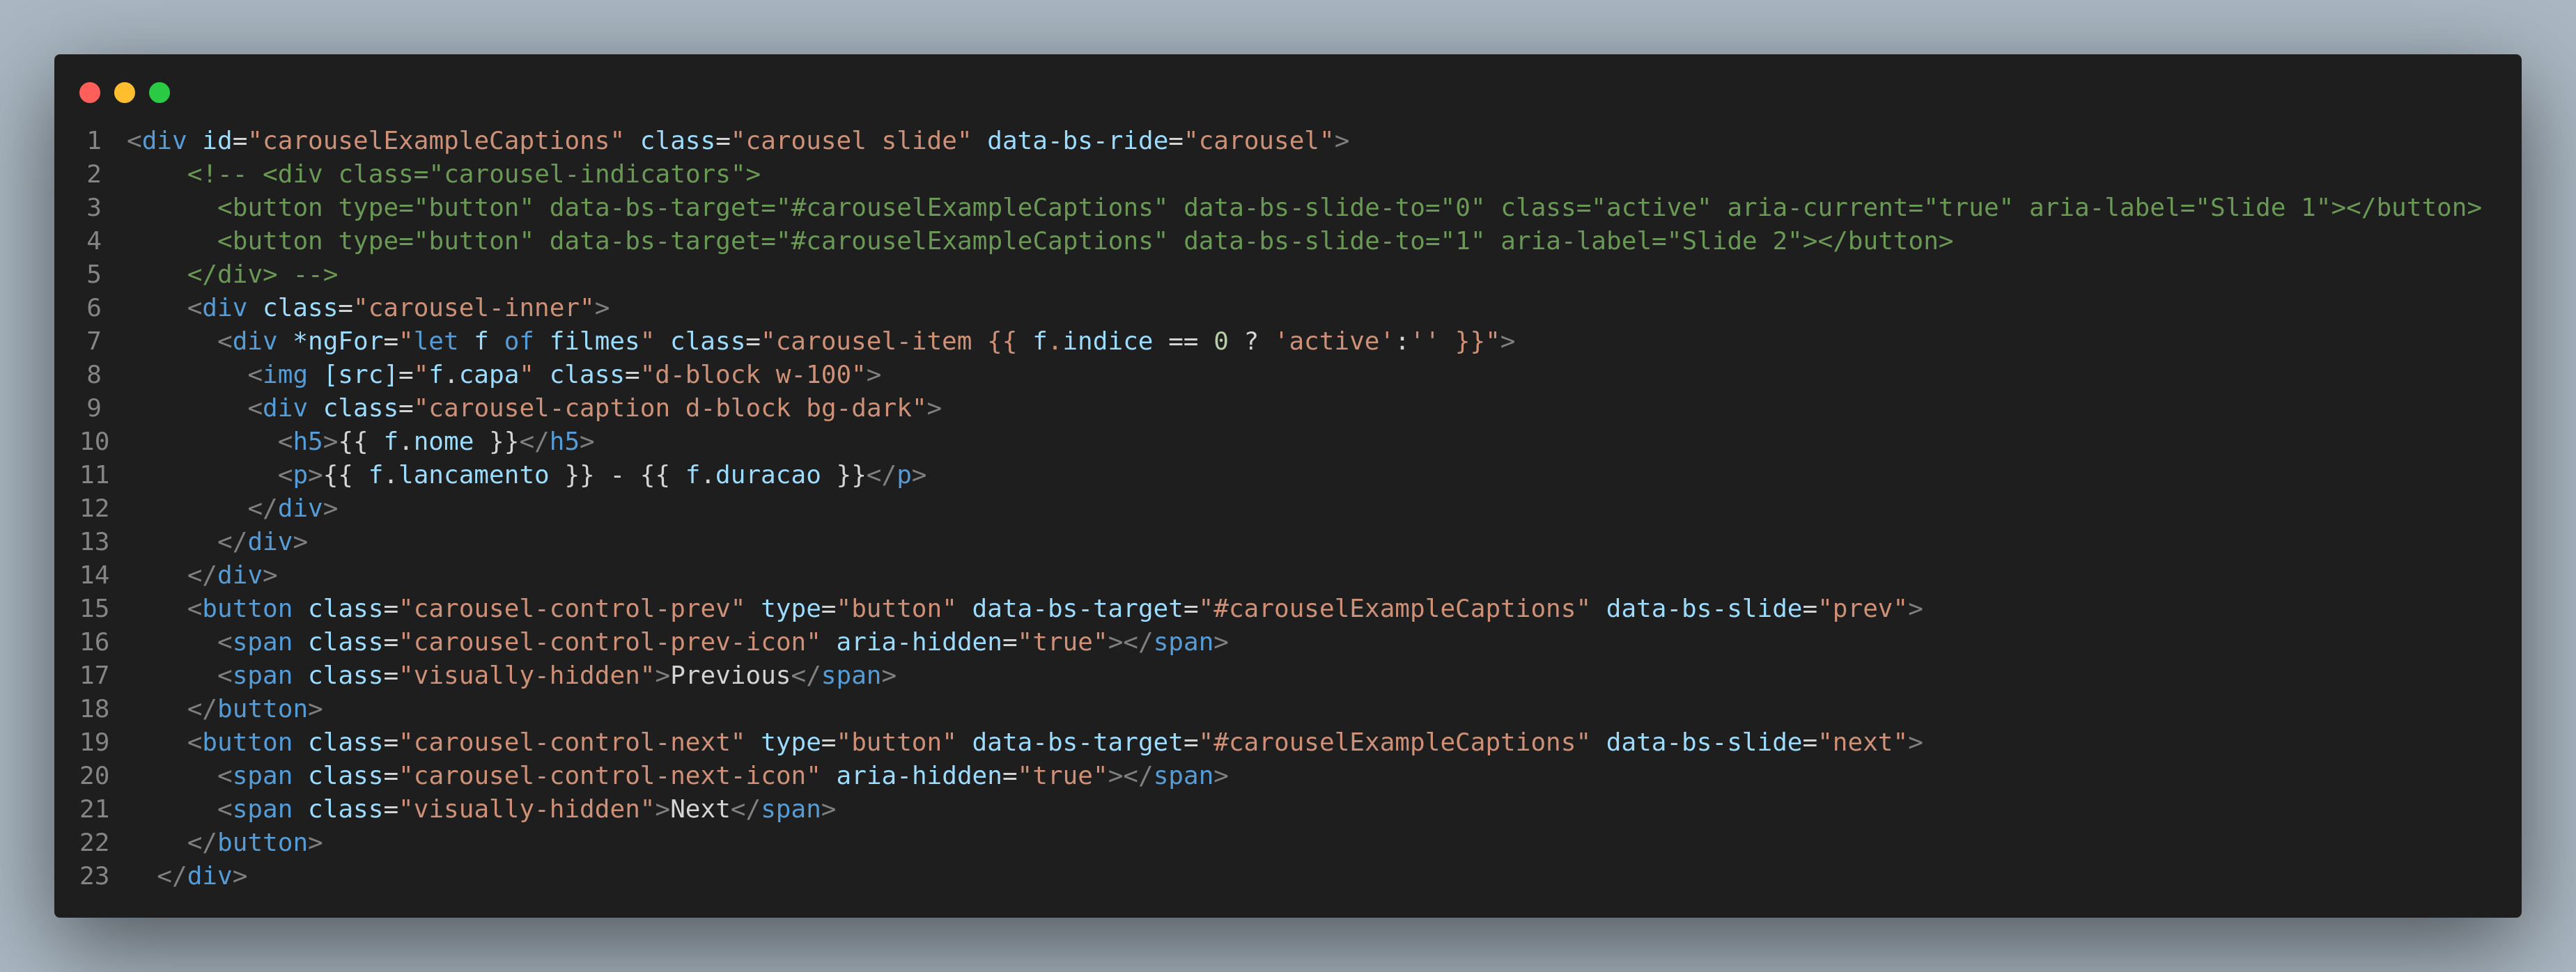 1 <div id="carouselExampleCaptions" class="carousel slide" data-bs-ride="carousel">
2     <!-- <div class="carousel-indicators">
3       <button type="button" data-bs-target="#carouselExampleCaptions" data-bs-slide-to="0" class="active" aria-current="true" aria-label="Slide 1"></button>
4       <button type="button" data-bs-target="#carouselExampleCaptions" data-bs-slide-to="1" aria-label="Slide 2"></button>
5     </div> -->
6     <div class="carousel-inner">
7       <div *ngFor="let f of filmes" class="carousel-item {{ f.indice == 0 ? 'active':'' }}">
8         <img [src]="f.capa" class="d-block w-100">
9         <div class="carousel-caption d-block bg-dark">
10           <h5>{{ f.nome }}</h5>
11           <p>{{ f.lancamento }} - {{ f.duracao }}</p>
12         </div>
13       </div>
14     </div>
15     <button class="carousel-control-prev" type="button" data-bs-target="#carouselExampleCaptions" data-bs-slide="prev">
16       <span class="carousel-control-prev-icon" aria-hidden="true"></span>
17       <span class="visually-hidden">Previous</span>
18     </button>
19     <button class="carousel-control-next" type="button" data-bs-target="#carouselExampleCaptions" data-bs-slide="next">
20       <span class="carousel-control-next-icon" aria-hidden="true"></span>
21       <span class="visually-hidden">Next</span>
22     </button>
23   </div>